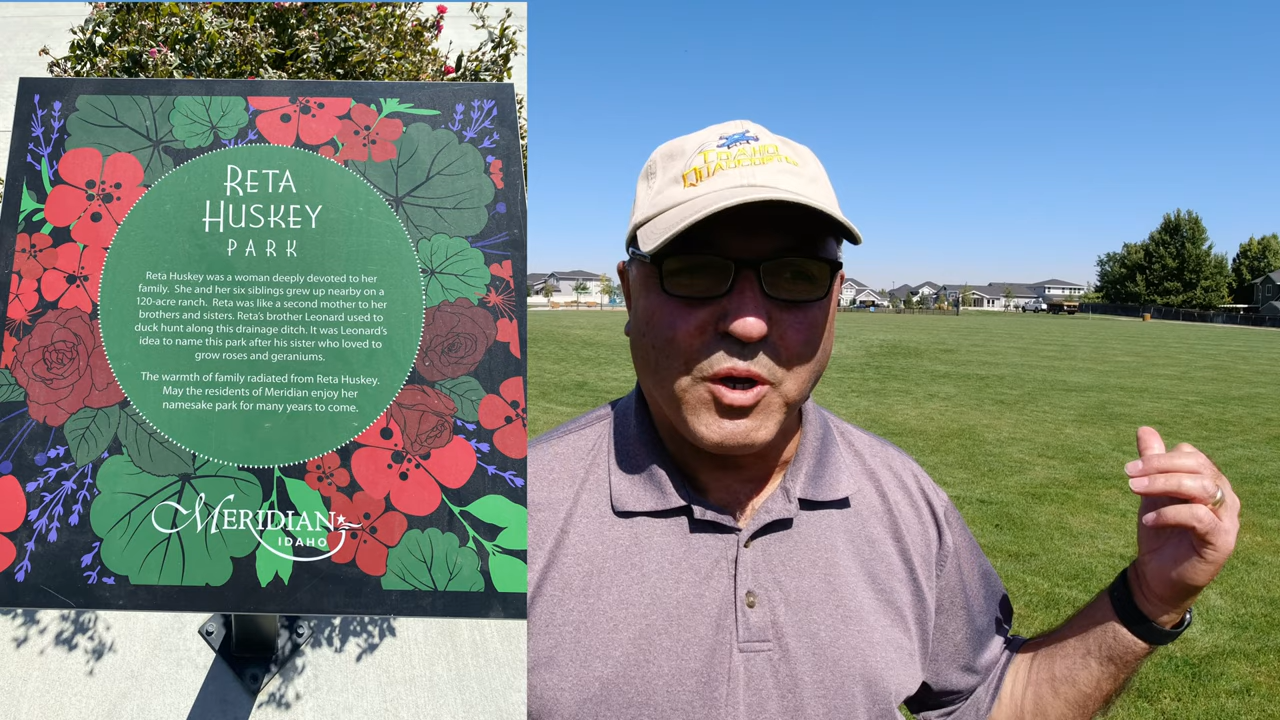 RETA
HUSKEY
PARK
Reta Huskey was a woman deeply devoted to her
family. She and her six siblings grew up nearby on a
120-acre ranch. Reta was like a second mother to her
brothers and sisters. Reta's brother Leonard used to
duck hunt along this drainage ditch. It was Leonard's
idea to name this park after his sister who loved to
grow roses and geraniums.
The warmth of family radiated from Reta Huskey.
May the residents of Meridian enjoy her
namesake park for many years to come.
MERIDIAN
IDAHO
IDAHO